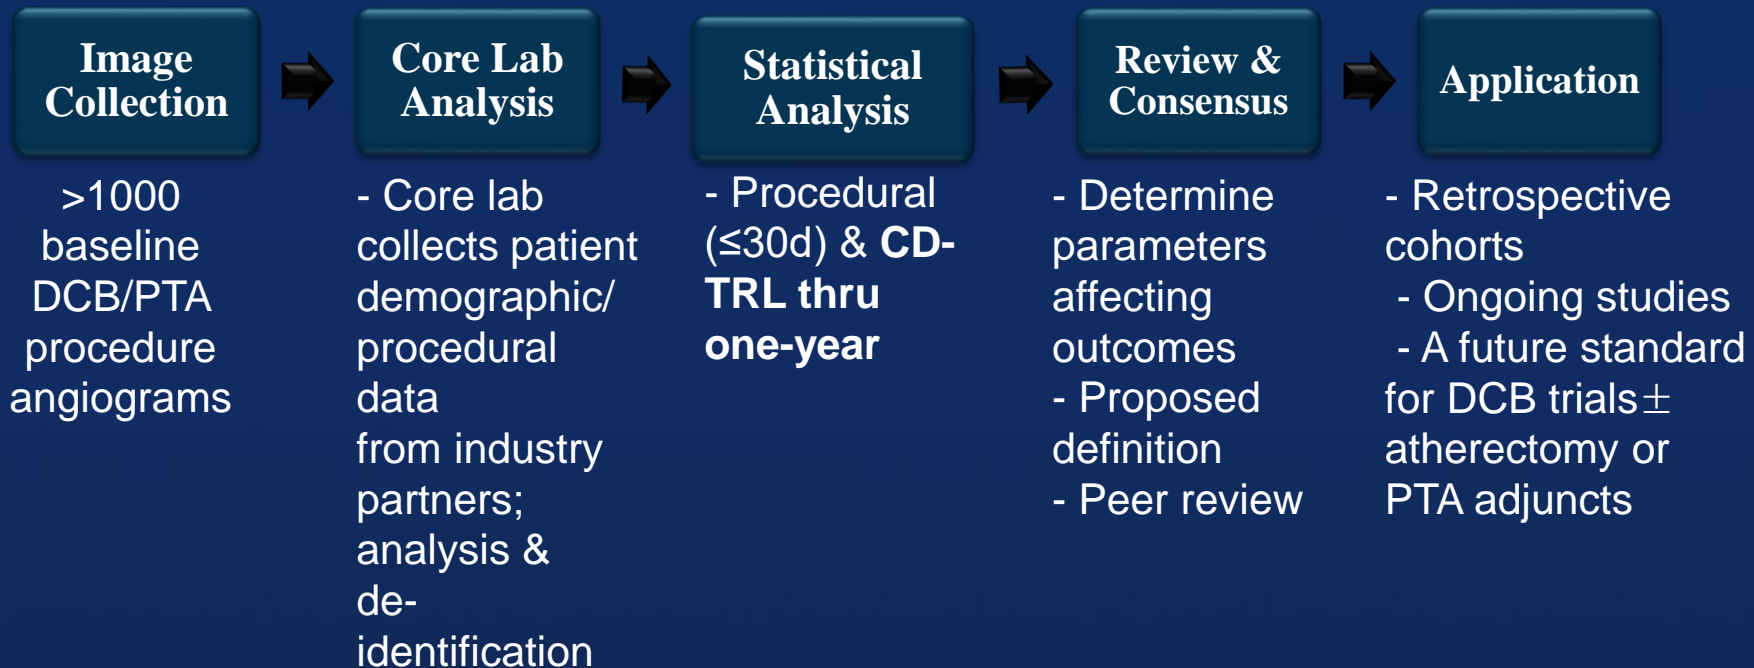 Image
Collection
>1000
baseline
DCB/PTA
procedure
angiograms
Core Lab
Analysis
- Core lab
collects patient
demographic/
procedural
data
from industry
partners;
analysis &
de-
identification
Statistical
Analysis
- Procedural
(≤30d) & CD-
TRL thru
one-year
Review &
Consensus
- Determine
parameters
affecting
outcomes
- Proposed
definition
- Peer review
Application
- Retrospective
cohorts
- Ongoing studies
- A future standard
for DCB trials ±
atherectomy or
PTA adjuncts